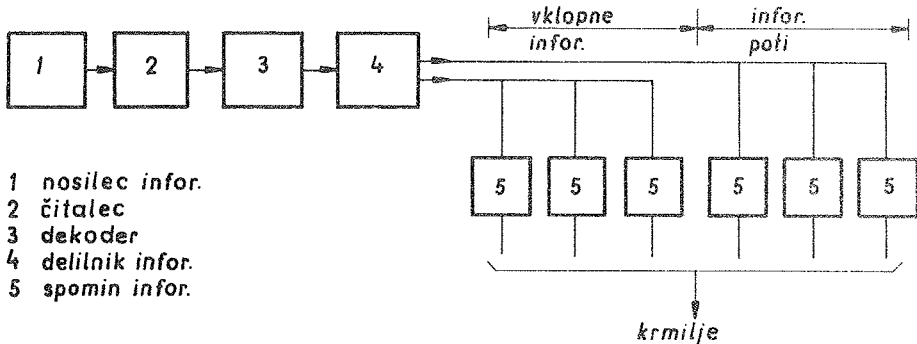 vklopne infor.
infor. poti
1 2 3 4
5 5 5 5 5 5
1 nosilec infor.
2 čitalec
3 dekoder
4 delilnik infor.
5 spomin infor.
krmilje